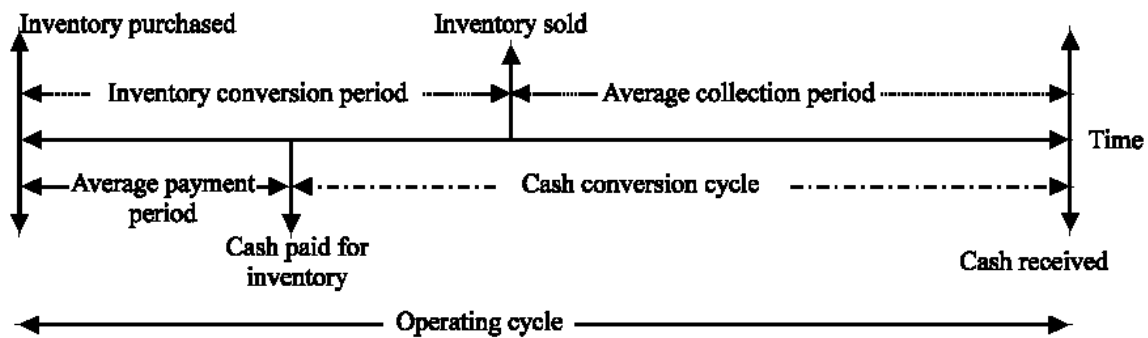 Inventory purchased
Inventory sold
Inventory conversion period
Average collection period
Time
Average payment
period
Cash conversion cycle
Cash paid for
inventory
Cash received
Operating cycle